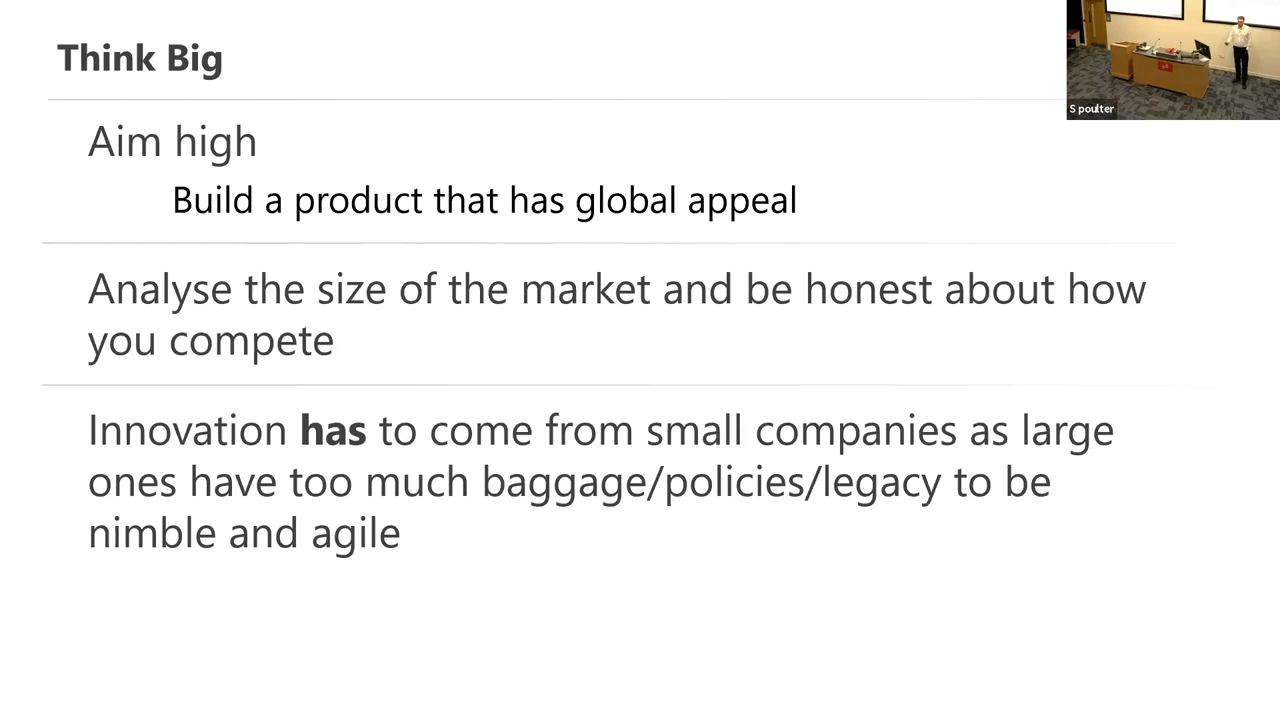 Think Big
S poulter
Aim high
Build a product that has global appeal
Analyse the size of the market and be honest about how
you compete
Innovation has to come from small companies as large
ones have too much baggage/policies/legacy to be
nimble and agile